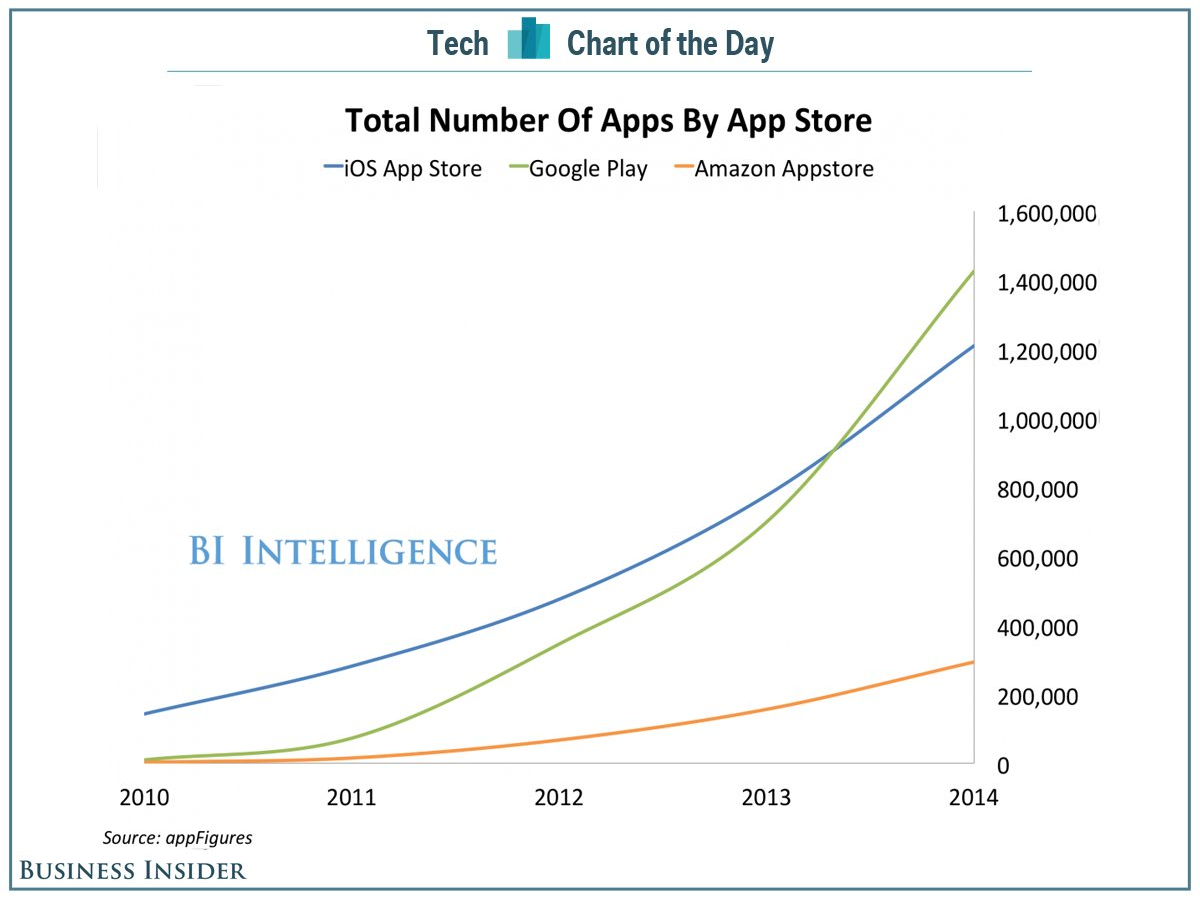 Tech Chart of the Day
Total Number Of Apps By App Store
iOS App Store Google Play Amazon Appstore
1,600,000
1,400,000
1,200,000
1,000,000
800,000
600,000
400,000
200,000
0
BI INTELLIGENCE
2010 2011 2012 2013 2014
Source: appFigures
BUSINESS INSIDER